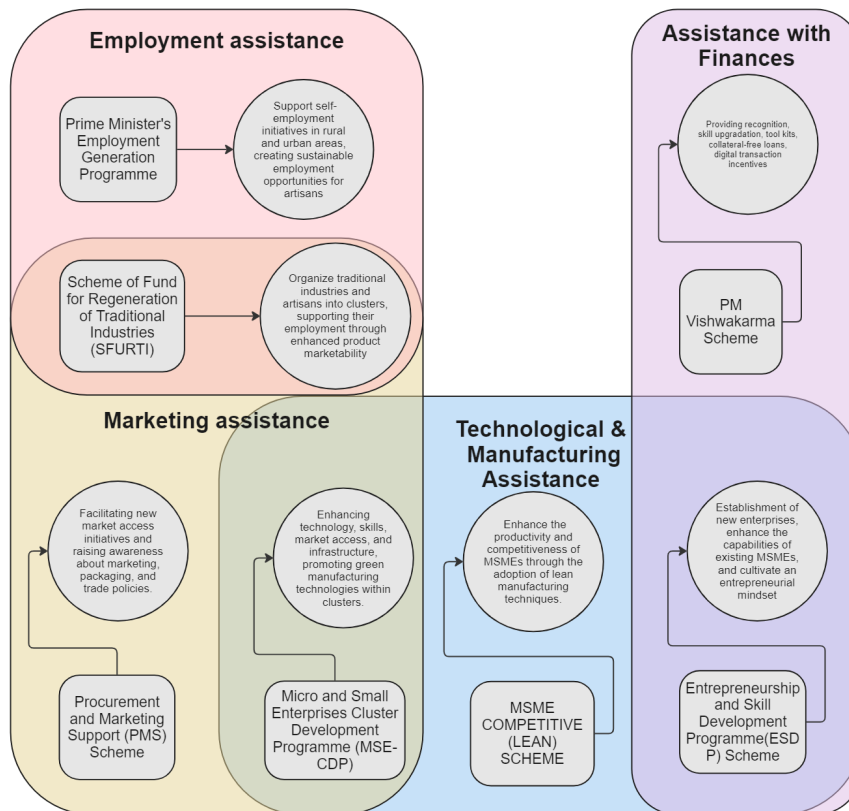 Employment assistance
Prime Minister's
Employment
Generation
Programme
Support self-
employment
initiatives in rural
and urban areas,
creating sustainable
employment
opportunities for
artisans
Scheme of Fund
for Regeneration
of Traditional
Industries
(SFURTI)
Organize traditional
industries and
artisans into clusters,
supporting their
employment through
enhanced product
marketability
Assistance with
Finances
Providing recognition,
skill upgradation, tool kits,
collateral-free loans,
digital transaction
incentives
PM
Vishwakarma
Scheme
Marketing assistance
Facilitating new
market access
initiatives and
raising awareness
about marketing,
packaging, and
trade policies.
Procurement
and Marketing
Support (PMS)
Scheme
Enhancing
technology, skills,
market access, and
infrastructure,
promoting green
manufacturing
technologies within
clusters.
Micro and Small
Enterprises Cluster
Development
Programme (MSE-
CDP)
Technological &
Manufacturing
Assistance
Enhance the
productivity and
competitiveness of
MSMEs through the
adoption of lean
manufacturing
techniques.
MSME
COMPETITIVE
(LEAN)
SCHEME
Establishment of
new enterprises,
enhance the
capabilities of
existing MSMEs,
and cultivate an
entrepreneurial
mindset
Entrepreneurship
and Skill
Development
Programme(ESD
P) Scheme